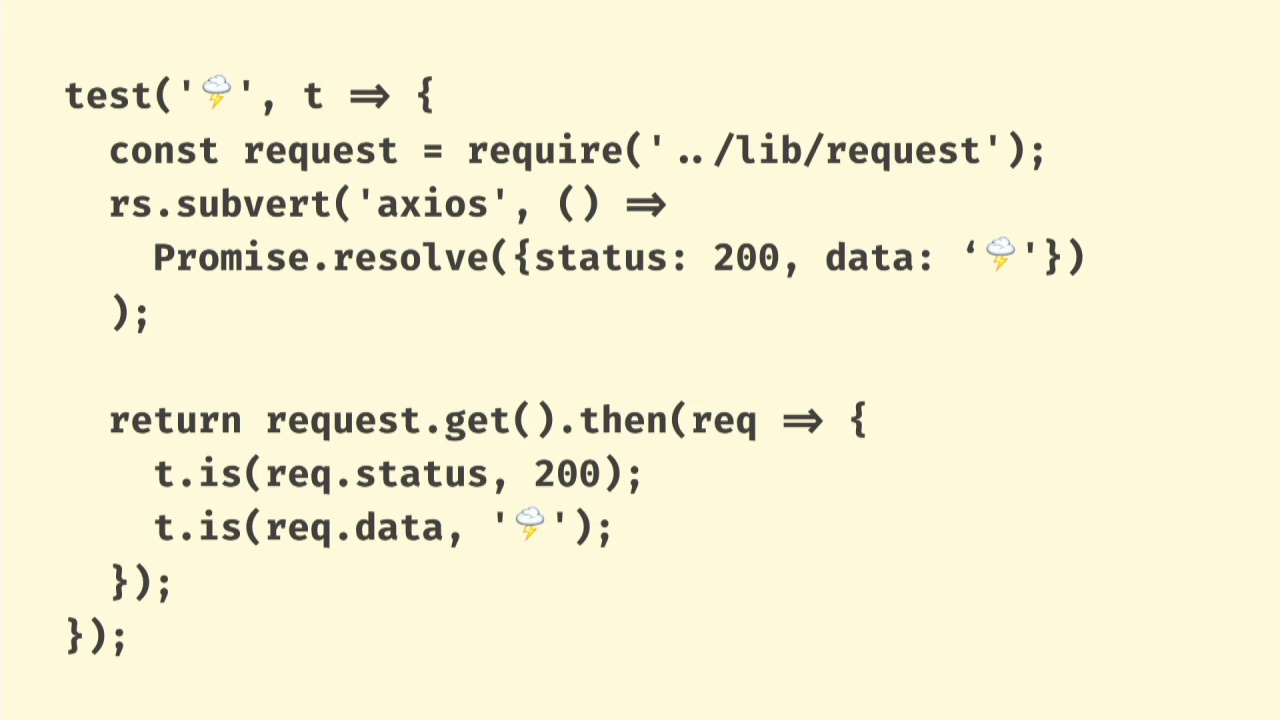 test('🌩️', t => {
  const request = require('../lib/request');
  rs.subvert('axios', () =>
    Promise.resolve({status: 200, data: ‘🌩️'})
  );

  return request.get().then(req => {
    t.is(req.status, 200);
    t.is(req.data, '🌩️');
  });
});